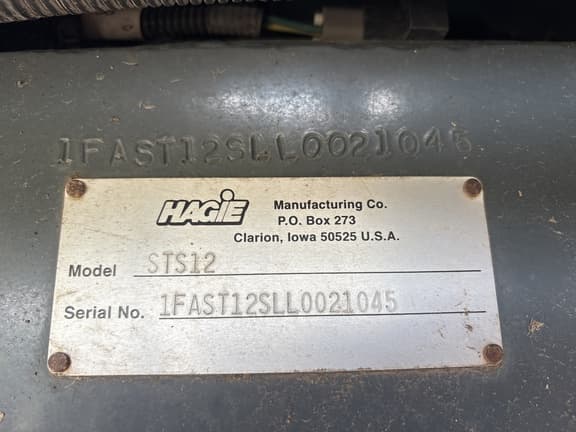 1FAST12SLL0021045
HAGIE Manufacturing Co.
P.O. Box 273
Clarion, Iowa 50525 U.S.A.
Model STS12
Serial No. 1FAST12SLL0021045